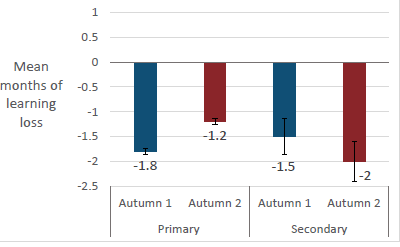 1
0.5
0
-0.5
-1
-1.5
-2
-2.5
Mean
months of
learning
loss
-1.8
-1.2
-1.5
-2
Autumn 1 Autumn 2 Autumn 1 Autumn 2
Primary Secondary